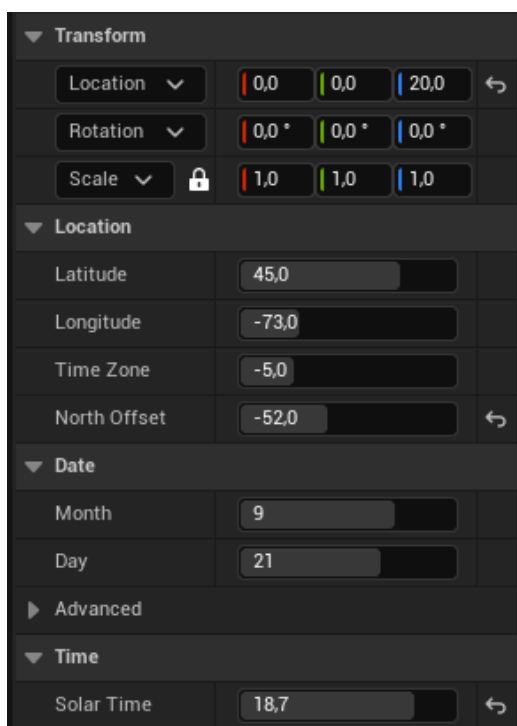 Transform
Location 0,0 0,0 20,0
Rotation 0,0 ° 0,0 ° 0,0 °
Scale 1,0 1,0 1,0
Location
Latitude 45,0
Longitude -73,0
Time Zone -5,0
North Offset -52,0
Date
Month 9
Day 21
Advanced
Time
Solar Time 18,7